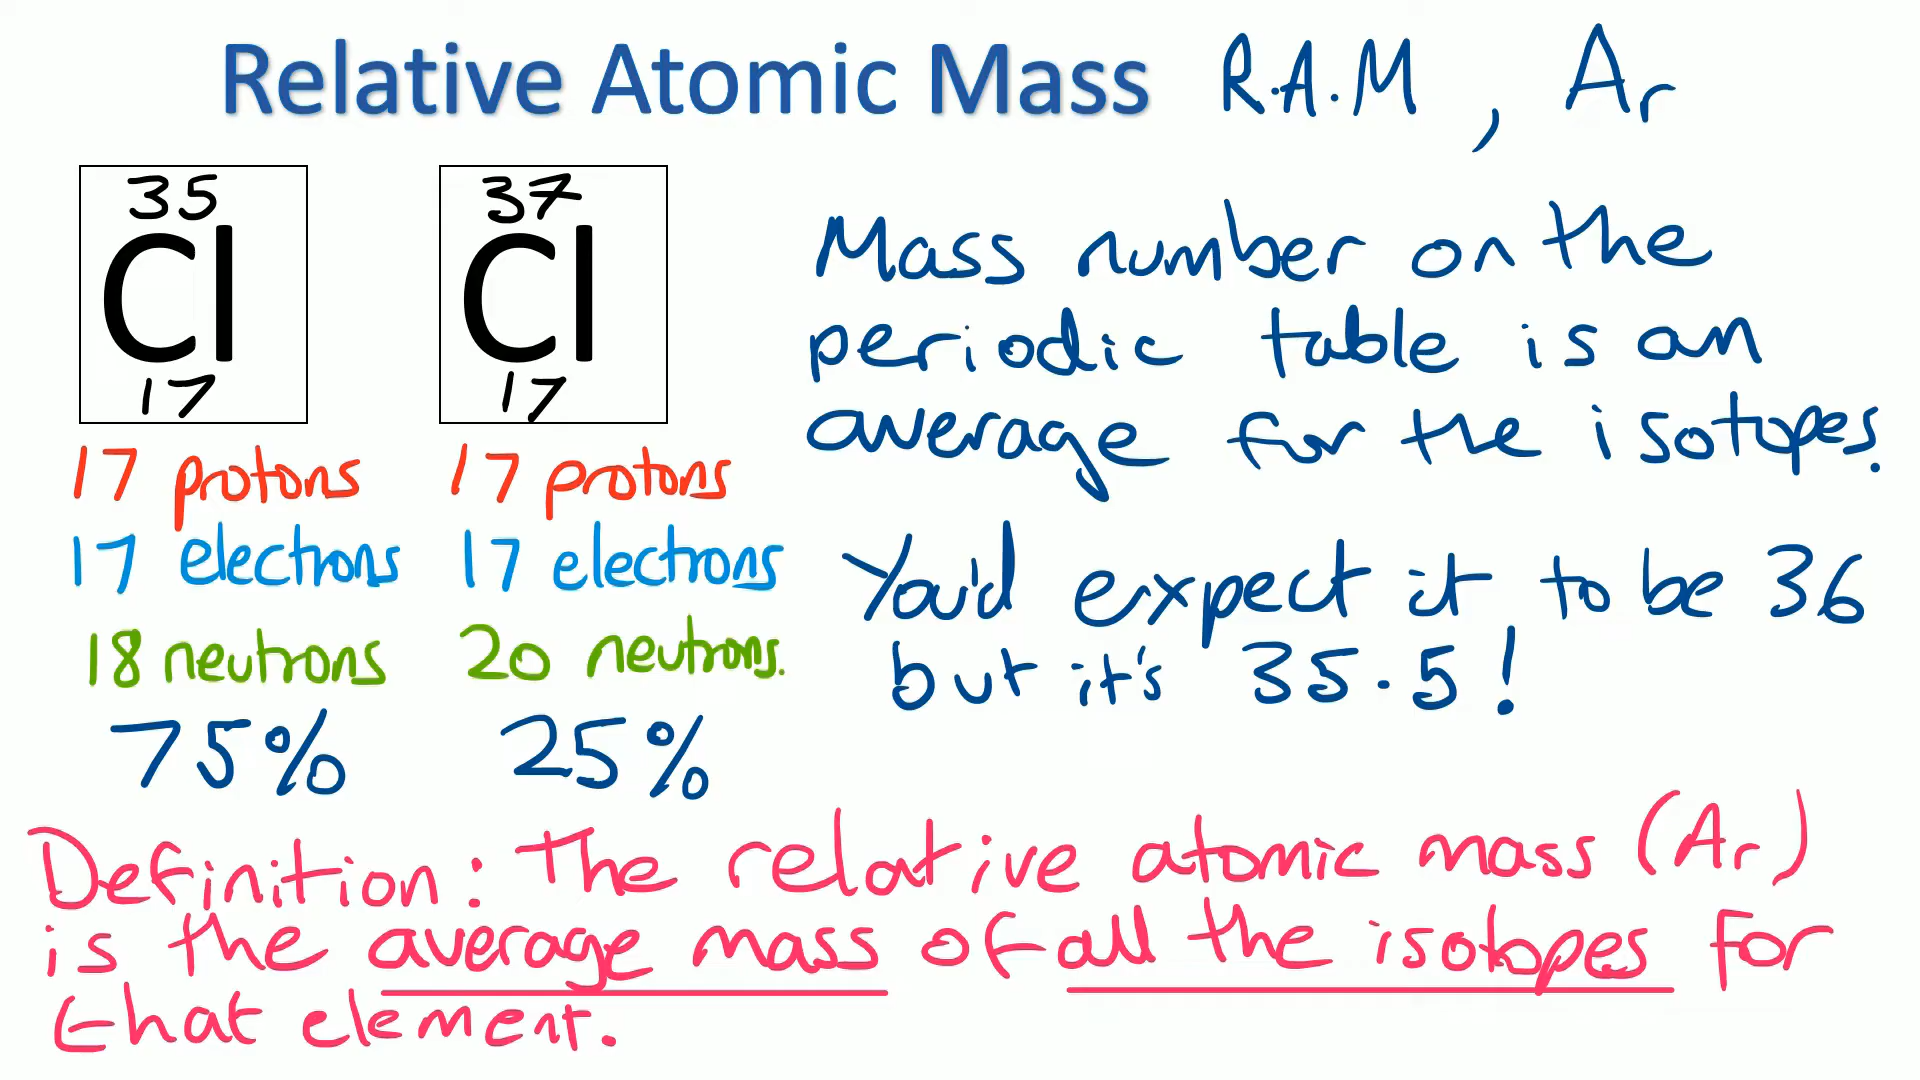 Relative Atomic Mass R.A.M, Ar
35 37
Cl Cl
17 17
17 protons 17 protons
17 electrons 17 electrons
18 neutrons 20 neutrons.
75% 25%
Mass number on the
periodic table is an
average for the isotopes.
You'd expect it to be 36
but it's 35.5!
Definition: The relative atomic mass (Ar)
is the average mass of all the isotopes for
that element.